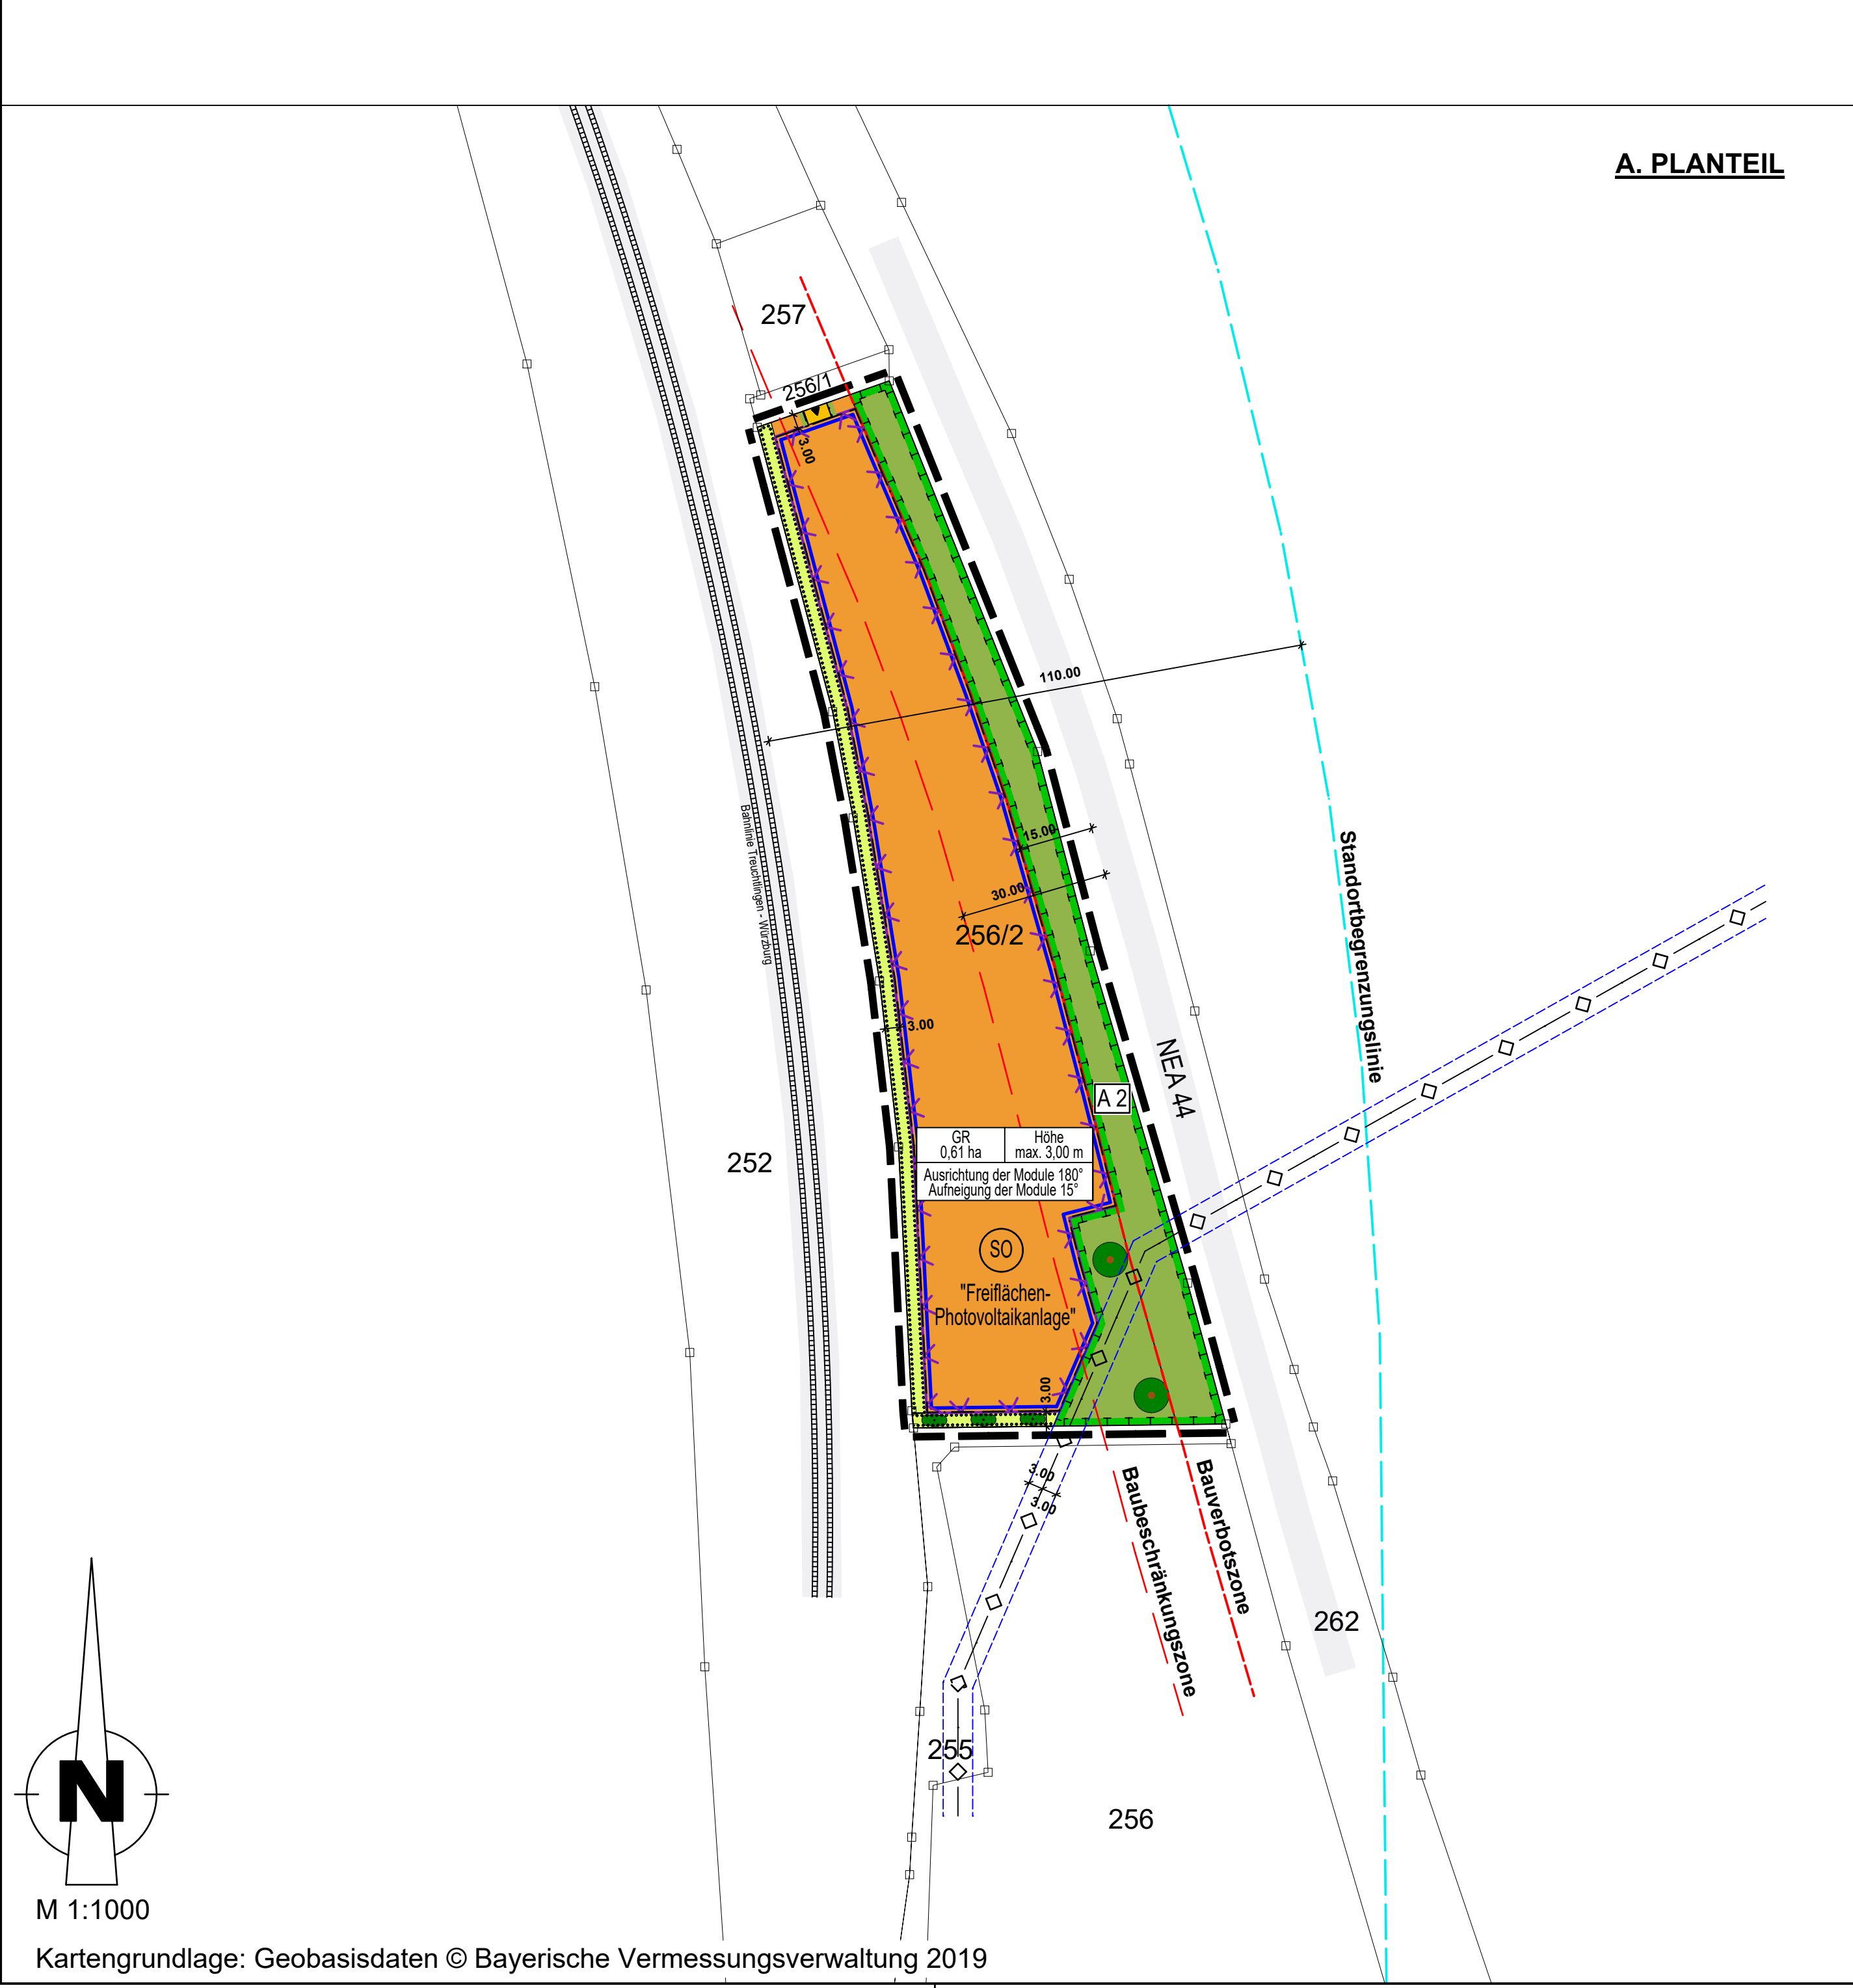 A. PLANTEIL
257
256/1
3.00
110.00
15.00
30.00
256/2
Bahnlinie Treuchtlingen - Würzburg
Standortbegrenzungslinie
3.00
NEA 44
A 2
252
GR
0,61 ha
Höhe
max. 3,00 m
Ausrichtung der Module 180°
Aufneigung der Module 15°
SO
"Freiflächen-
Photovoltaikanlage"
3.00
3.00
3.00
Baubeschränkungszone
Bauverbotszone
262
255
256
N
M 1:1000
Kartengrundlage: Geobasisdaten © Bayerische Vermessungsverwaltung 2019